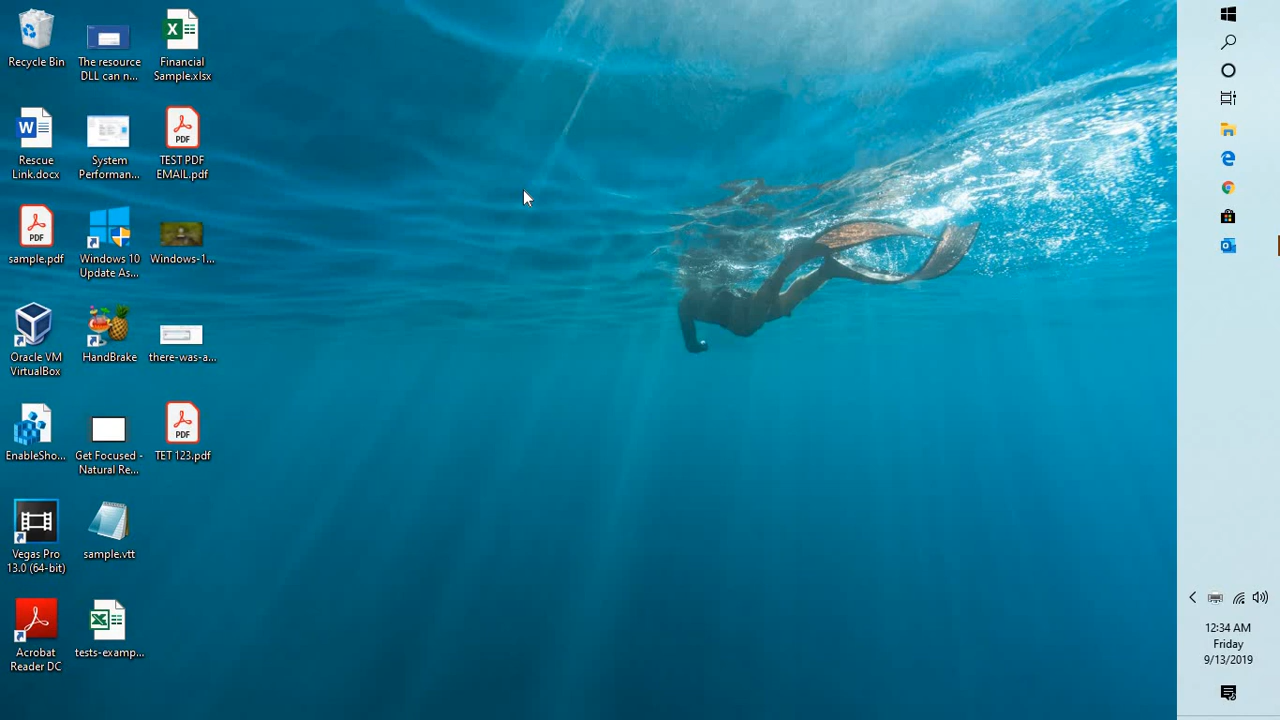 Recycle Bin
The resource
DLL can n...
Financial
Sample.xlsx
Rescue
Link.docx
System
Performan...
PDF
TEST PDF
EMAIL.pdf
PDF
sample.pdf
Windows 10
Update As...
Windows-1...
Oracle VM
VirtualBox
HandBrake
there-was-a...
EnableSho...
Get Focused -
Natural Re...
PDF
TET 123.pdf
Vegas Pro
13.0 (64-bit)
sample.vtt
Acrobat
Reader DC
tests-examp...
12:34 AM
Friday
9/13/2019